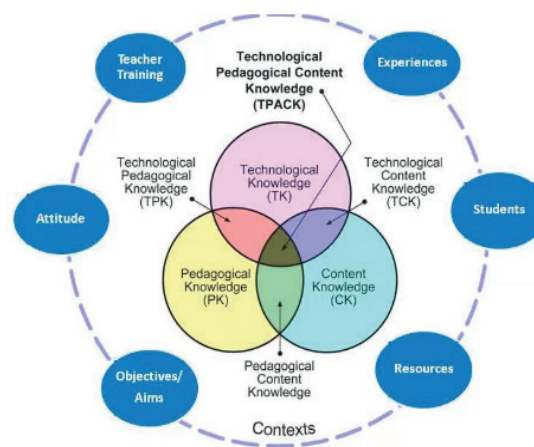 Teacher
Training
Technological
Pedagogical Content
Knowledge
(TPACK)
Experiences
Technological
Pedagogical
Knowledge
(TPK)
Technological
Knowledge
(TK)
Technological
Content
Knowledge
(TCK)
Attitude
Students
Pedagogical
Knowledge
(PK)
Content
Knowledge
(CK)
Objectives/
Aims
Pedagogical
Content
Knowledge
Resources
Contexts